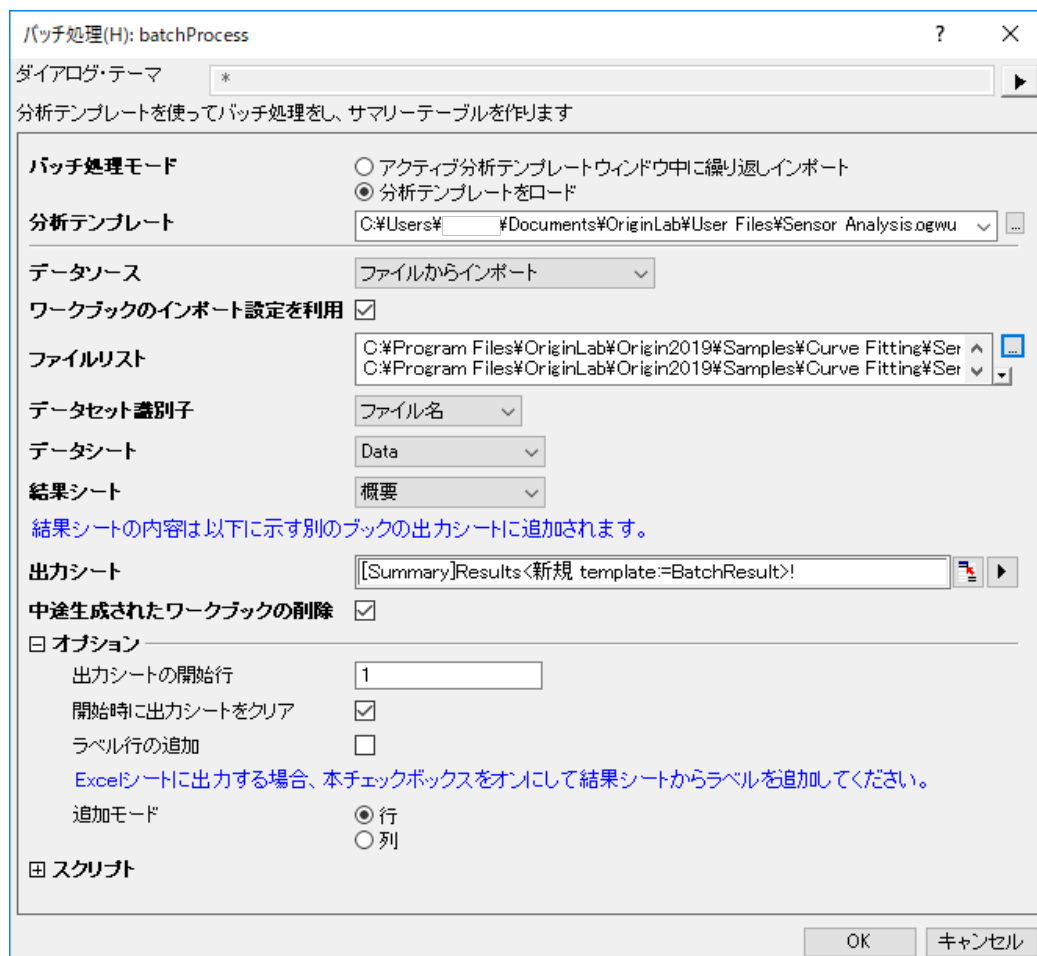 バッチ処理(H): batchProcess
ダイアログ・テーマ *
分析テンプレートを使ってバッチ処理をし、サマリーテーブルを作ります
バッチ処理モード
アクティブ分析テンプレートウィンドウ中に繰り返しインポート
分析テンプレートをロード
分析テンプレート C:¥Users¥ ¥Documents¥OriginLab¥User Files¥Sensor Analysis.ogwu ...
データソース ファイルからインポート
ワークブックのインポート設定を利用
ファイルリスト
C:¥Program Files¥OriginLab¥Origin2019¥Samples¥Curve Fitting¥Ser ...
C:¥Program Files¥OriginLab¥Origin2019¥Samples¥Curve Fitting¥Ser
データセット識別子 ファイル名
データシート Data
結果シート 概要
結果シートの内容は以下に示す別のブックの出力シートに追加されます。
出力シート [Summary]Results<新規 template:=BatchResult>!
中途生成されたワークブックの削除
オプション
出力シートの開始行 1
開始時に出力シートをクリア
ラベル行の追加
Excelシートに出力する場合、本チェックボックスをオンにして結果シートからラベルを追加してください。
追加モード 行
列
スクリプト
OK キャンセル